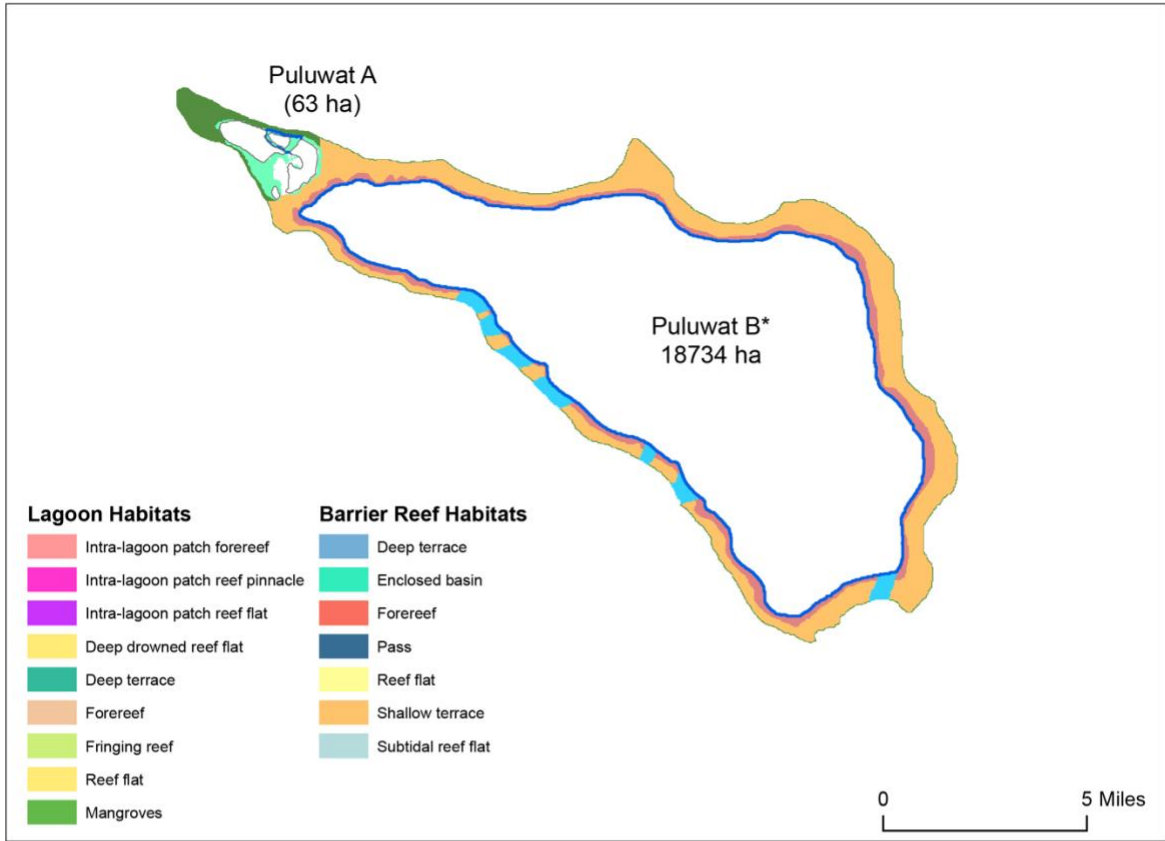 Puluwat A
(63 ha)
Puluwat B*
18734 ha
Lagoon Habitats
Intra-lagoon patch forereef
Intra-lagoon patch reef pinnacle
Intra-lagoon patch reef flat
Deep drowned reef flat
Deep terrace
Forereef
Fringing reef
Reef flat
Mangroves
Barrier Reef Habitats
Deep terrace
Enclosed basin
Forereef
Pass
Reef flat
Shallow terrace
Subtidal reef flat
0 5 Miles